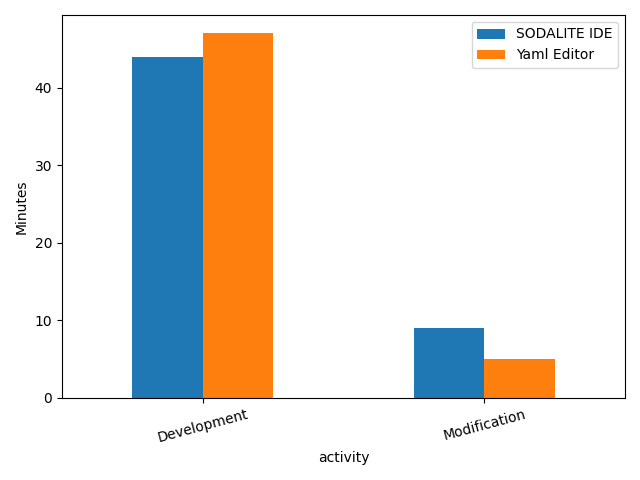 SODALITE IDE
Yaml Editor
Minutes
40
30
20
10
0
Development
Modification
activity